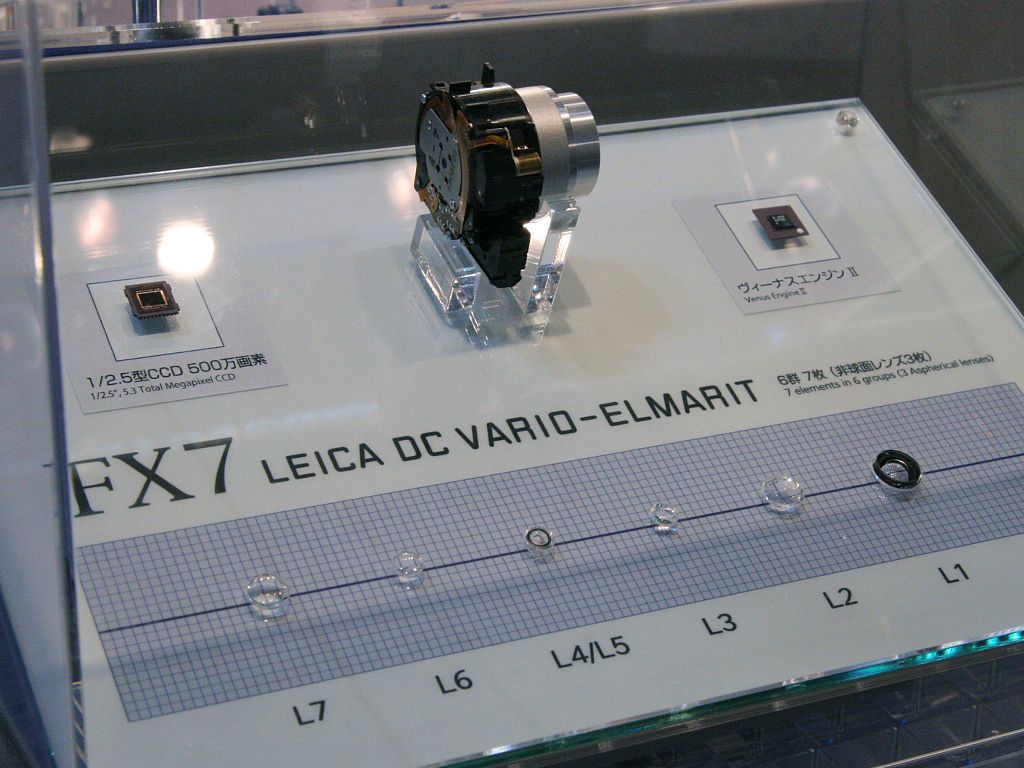 ヴィーナスエンジン II
Venus Engine II
1/2.5型CCD 500万画素
1/2.5", 5.3 Total Megapixel CCD
FX7 LEICA DC VARIO-ELMARIT
6群 7枚 (非球面レンズ3枚)
7 elements in 6 groups (3 Aspherical lenses)
L7
L6
L4/L5
L3
L2
L1